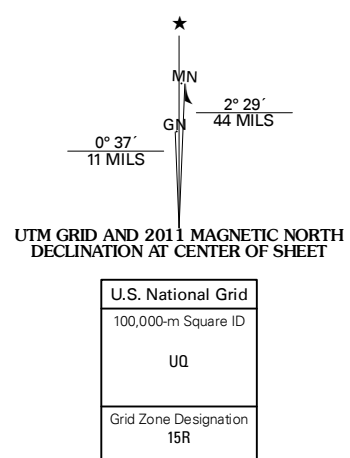 ★
MN
GN
2° 29´
44 MILS
0° 37´
11 MILS
UTM GRID AND 2011 MAGNETIC NORTH
DECLINATION AT CENTER OF SHEET
U.S. National Grid
100,000-m Square ID
UQ
Grid Zone Designation
15R